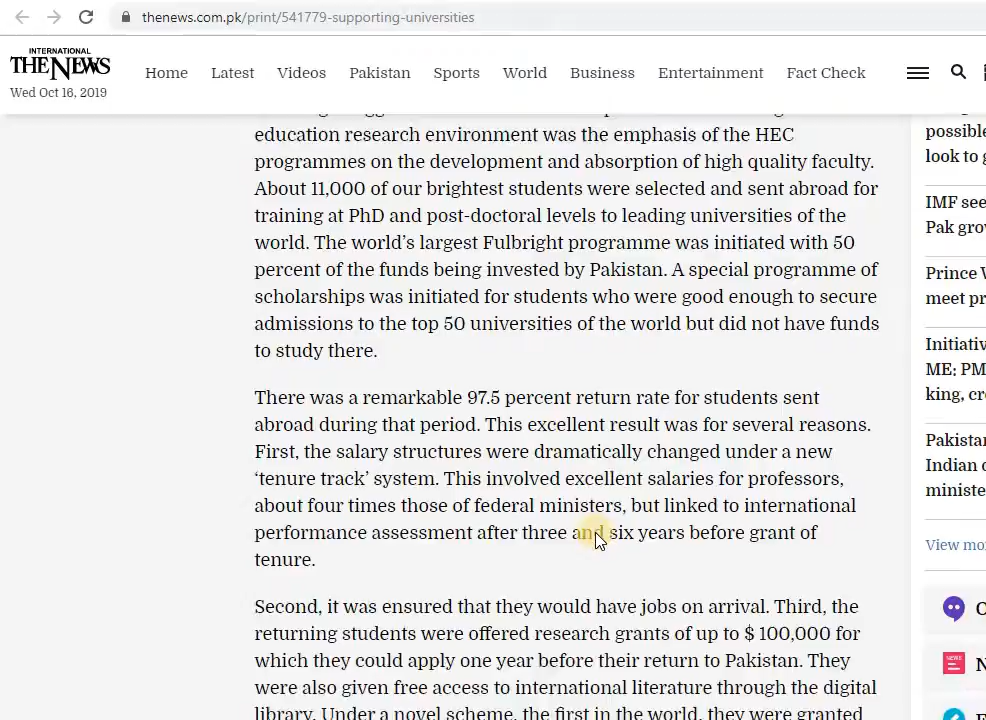 thenews.com.pk/print/541779-supporting-universities
INTERNATIONAL
THE NEWS
Wed Oct 16, 2019
Home Latest Videos Pakistan Sports World Business Entertainment Fact Check
education research environment was the emphasis of the HEC
programmes on the development and absorption of high quality faculty.
About 11,000 of our brightest students were selected and sent abroad for
training at PhD and post-doctoral levels to leading universities of the
world. The world’s largest Fulbright programme was initiated with 50
percent of the funds being invested by Pakistan. A special programme of
scholarships was initiated for students who were good enough to secure
admissions to the top 50 universities of the world but did not have funds
to study there.
There was a remarkable 97.5 percent return rate for students sent
abroad during that period. This excellent result was for several reasons.
First, the salary structures were dramatically changed under a new
‘tenure track’ system. This involved excellent salaries for professors,
about four times those of federal ministers, but linked to international
performance assessment after three and six years before grant of
tenure.
Second, it was ensured that they would have jobs on arrival. Third, the
returning students were offered research grants of up to $ 100,000 for
which they could apply one year before their return to Pakistan. They
were also given free access to international literature through the digital
library. Under a novel scheme, the first in the world, they were granted
possible
look to
IMF see
Pak grov
Prince
meet pr
Initiativ
ME: PM
king, cr
Pakistan
Indian
ministe
View mo
NEWS